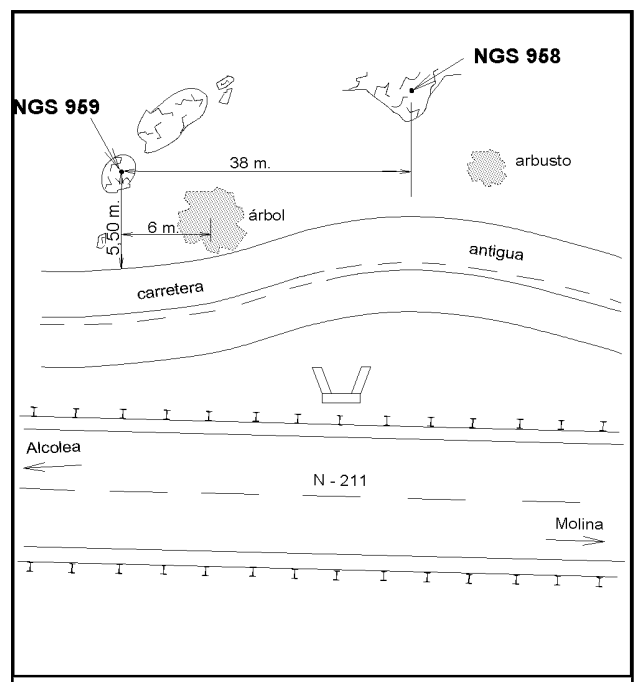 NGS 958
NGS 959
38 m.
arbusto
5,50 m.
6 m.
árbol
antigua
carretera
Alcolea
N - 211
Molina